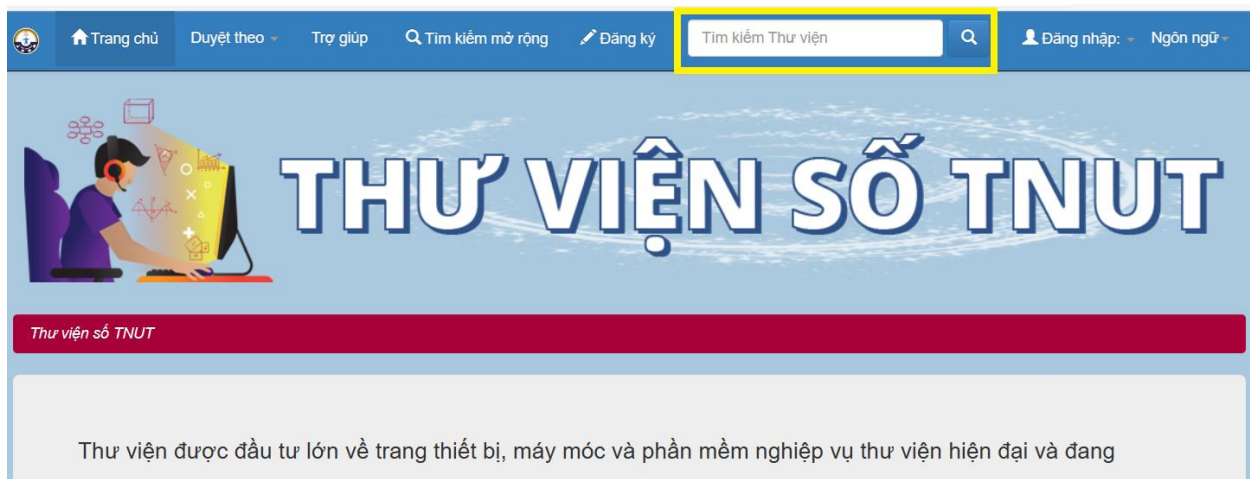 Trang chủ Duyệt theo Trợ giúp Tìm kiếm mở rộng Đăng ký Tìm kiếm Thư viện Đăng nhập: Ngôn ngữ
THƯ VIỆN SỐ TNUT
Thư viện số TNUT
Thư viện được đầu tư lớn về trang thiết bị, máy móc và phần mềm nghiệp vụ thư viện hiện đại và đang